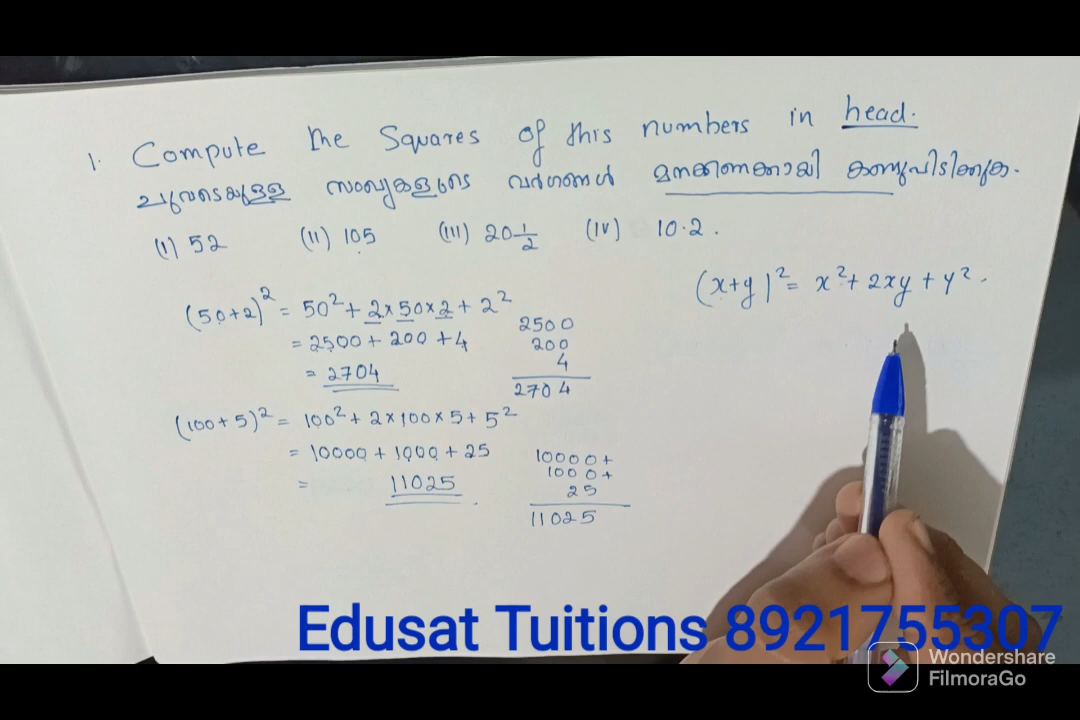 1. Compute the Squares of this numbers in head.
ചുവടെയുള്ള സംഖ്യകളുടെ വർഗങ്ങൾ മനക്കണക്കായി കണ്ടുപിടിക്കുക.
(I) 52 (II) 105 (III) 20 1/2 (IV) 10.2.
(x+y)² = x² + 2xy + y².
(50+2)² = 50² + 2×50×2 + 2²
= 2500 + 200 + 4
= 2704
2500
200
4
2704
(100+5)² = 100² + 2×100×5 + 5²
= 10000 + 1000 + 25
= 11025
10000+
1000+
25
11025
Edusat Tuitions 8921755307
Wondershare
FilmoraGo